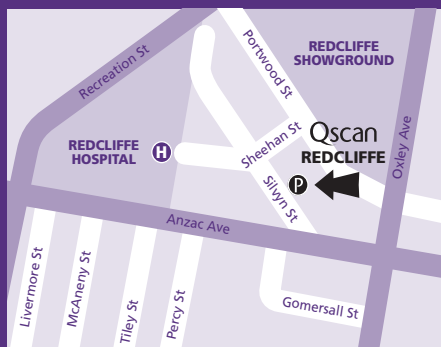 Recreation St
Portwood St
REDCLIFFE
SHOWGROUND
REDCLIFFE
HOSPITAL
H
Sheehan St
Qscan
REDCLIFFE
P
Oxley Ave
Silvyn St
Anzac Ave
Livermore St
McAneny St
Tiley St
Percy St
Gomersall St